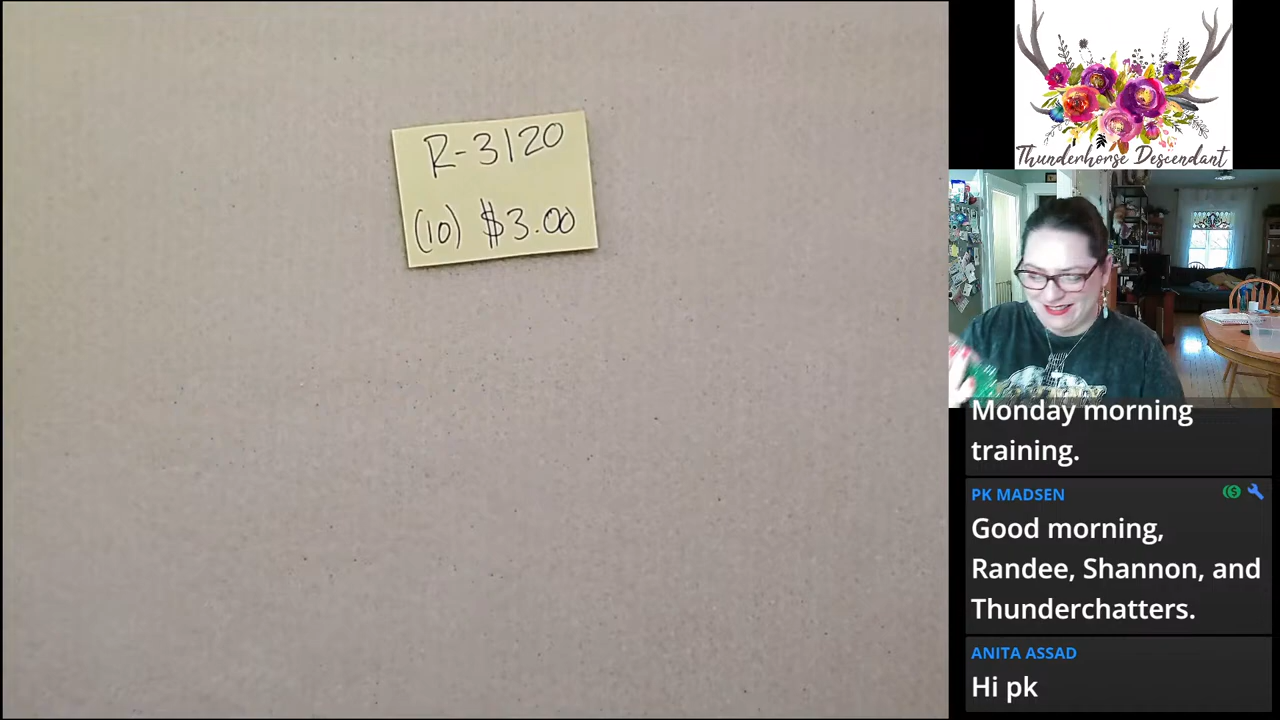 R-3120
(10) $3.00
Thunderhorse Descendant
Monday morning
training.
PK MADSEN
Good morning,
Randee, Shannon, and
Thunderchatters.
ANITA ASSAD
Hi pk